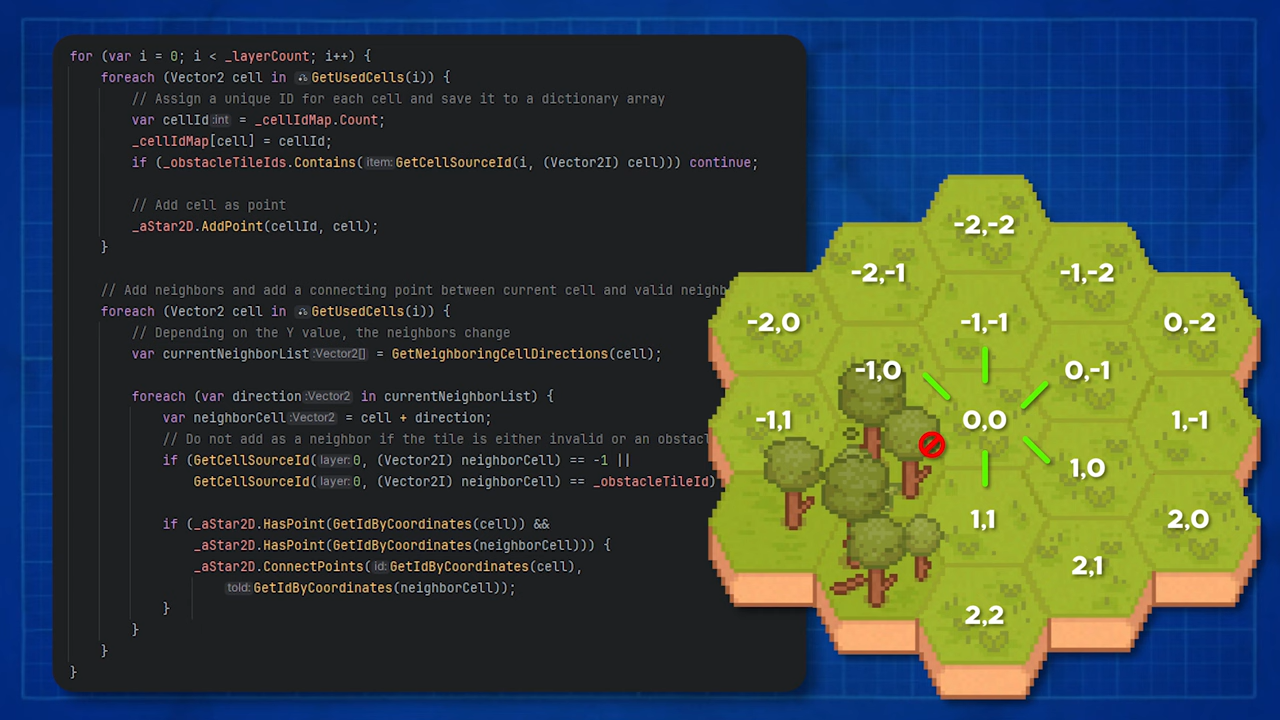 for (var i = 0; i < _layerCount; i++) {
foreach (Vector2 cell in GetUsedCells(i)) {
// Assign a unique ID for each cell and save it to a dictionary array
var cellId:int = _cellIdMap.Count;
_cellIdMap[cell] = cellId;
if (_obstacleTileIds.Contains(item:GetCellSourceId(i, (Vector2I) cell))) continue;
// Add cell as point
_aStar2D.AddPoint(cellId, cell);
}
// Add neighbors and add a connecting point between current cell and valid neighb
foreach (Vector2 cell in GetUsedCells(i)) {
// Depending on the Y value, the neighbors change
var currentNeighborList:Vector2[] = GetNeighboringCellDirections(cell);
foreach (var direction:Vector2 in currentNeighborList) {
var neighborCell:Vector2 = cell + direction;
// Do not add as a neighbor if the tile is either invalid or an obstacl
if (GetCellSourceId(layer:0, (Vector2I) neighborCell) == -1 ||
GetCellSourceId(layer:0, (Vector2I) neighborCell) == _obstacleTileId)
if (_aStar2D.HasPoint(GetIdByCoordinates(cell)) &&
_aStar2D.HasPoint(GetIdByCoordinates(neighborCell))) {
_aStar2D.ConnectPoints(id:GetIdByCoordinates(cell),
toId:GetIdByCoordinates(neighborCell));
}
}
}
}
-2,-2
-2,-1
-1,-2
-2,0
-1,-1
0,-2
-1,0
0,-1
-1,1
0,0
1,-1
1,0
1,1
2,0
2,1
2,2